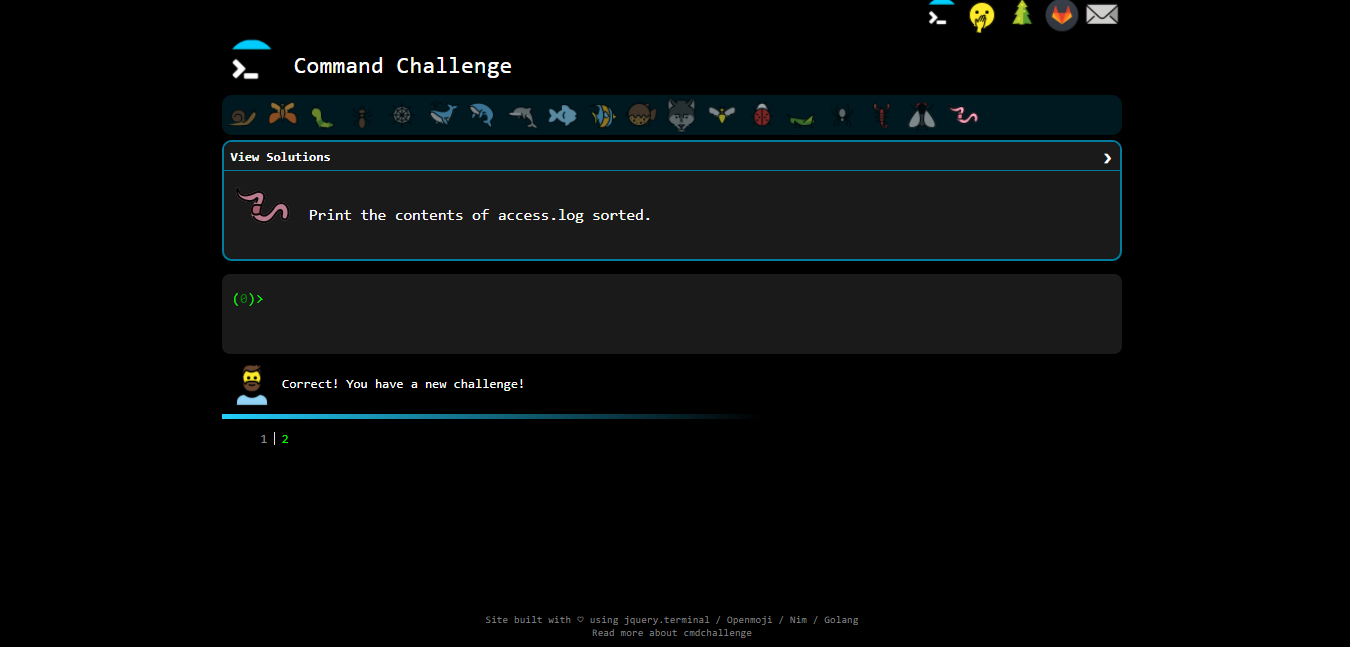 Command Challenge
View Solutions
Print the contents of access.log sorted.
(0)>
Correct! You have a new challenge!
1 2
Site built with ♡ using jquery.terminal / Openmoji / Nim / Golang
Read more about cmdchallenge